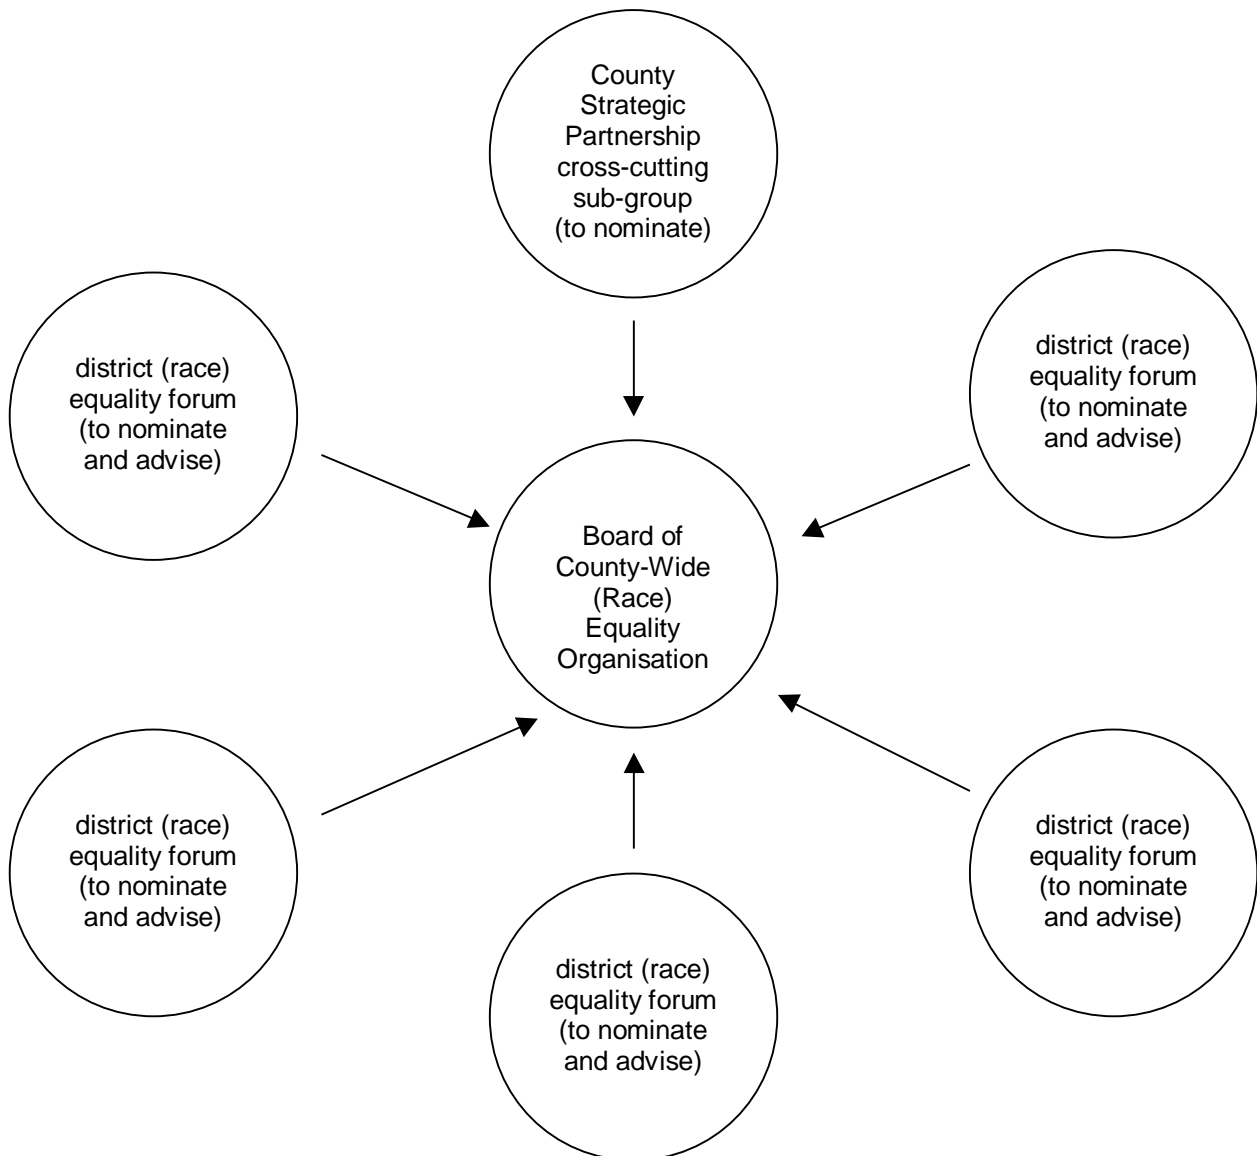 County
Strategic
Partnership
cross-cutting
sub-group
(to nominate)
district (race)
equality forum
(to nominate
and advise)
district (race)
equality forum
(to nominate
and advise)
Board of
County-Wide
(Race)
Equality
Organisation
district (race)
equality forum
(to nominate
and advise)
district (race)
equality forum
(to nominate
and advise)
district (race)
equality forum
(to nominate
and advise)